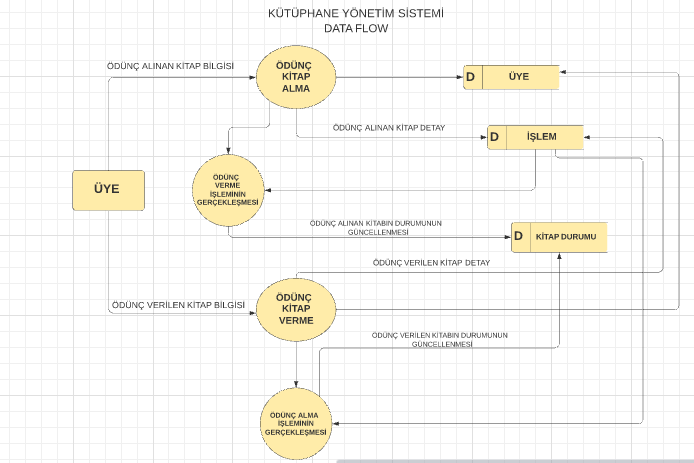 KÜTÜPHANE YÖNETİM SİSTEMİ
DATA FLOW
ÖDÜNÇ ALINAN KİTAP BİLGİSİ
ÖDÜNÇ
KİTAP
ALMA
D
ÜYE
ÖDÜNÇ ALINAN KİTAP DETAY
D
İŞLEM
ÜYE
ÖDÜNÇ
VERME
İŞLEMİNİN
GERÇEKLEŞMESİ
ÖDÜNÇ ALINAN KİTABIN DURUMUNUN
GÜNCELLENMESİ
D
KİTAP DURUMU
ÖDÜNÇ VERİLEN KİTAP DETAY
ÖDÜNÇ VERİLEN KİTAP BİLGİSİ
ÖDÜNÇ
KİTAP
VERME
ÖDÜNÇ VERİLEN KİTABIN DURUMUNUN
GÜNCELLENMESİ
ÖDÜNÇ ALMA
İŞLEMİNİN
GERÇEKLEŞMESİ